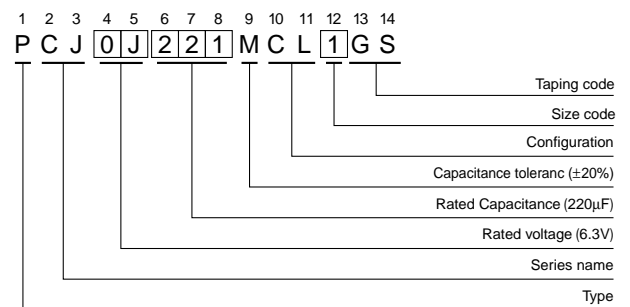 1 2 3 4 5 6 7 8 9 10 11 12 13 14
P C J 0 J 2 2 1 M C L 1 G S
Taping code
Size code
Configuration
Capacitance toleranc (±20%)
Rated Capacitance (220µF)
Rated voltage (6.3V)
Series name
Type